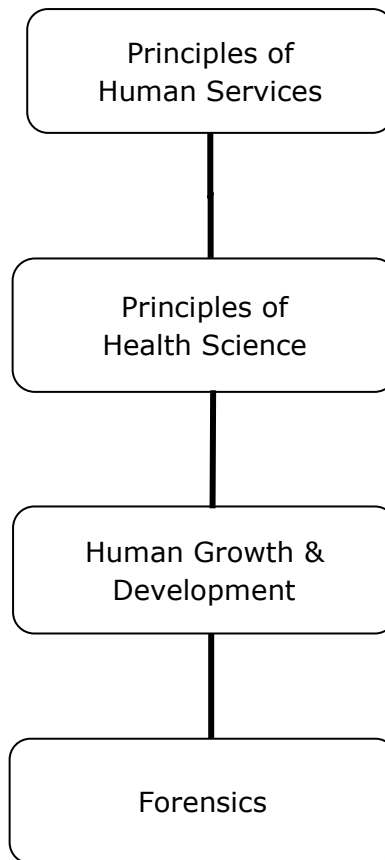 Principles of
Human Services
Principles of
Health Science
Human Growth &
Development
Forensics